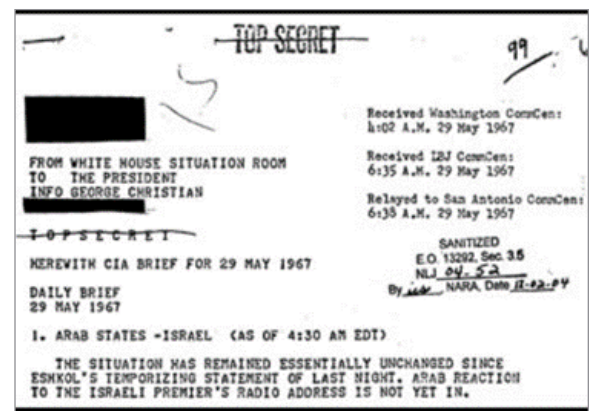 TOP SECRET
99
Received Washington CommCen:
4:02 A.M. 29 May 1967
Received LBJ CommCen:
6:35 A.M. 29 May 1967
Relayed to San Antonio CommCen:
6:38 A.M. 29 May 1967
FROM WHITE HOUSE SITUATION ROOM
TO THE PRESIDENT
INFO GEORGE CHRISTIAN
T O P S E C R E T
SANITIZED
E.O. 13292, Sec. 3.5
NLJ 04-52
By NARA, Date 12-02-04
HEREWITH CIA BRIEF FOR 29 MAY 1967
DAILY BRIEF
29 MAY 1967
1. ARAB STATES -ISRAEL (AS OF 4:30 AM EDT)
THE SITUATION HAS REMAINED ESSENTIALLY UNCHANGED SINCE
ESHKOL'S TEMPORIZING STATEMENT OF LAST NIGHT. ARAB REACTION
TO THE ISRAELI PREMIER'S RADIO ADDRESS IS NOT YET IN.